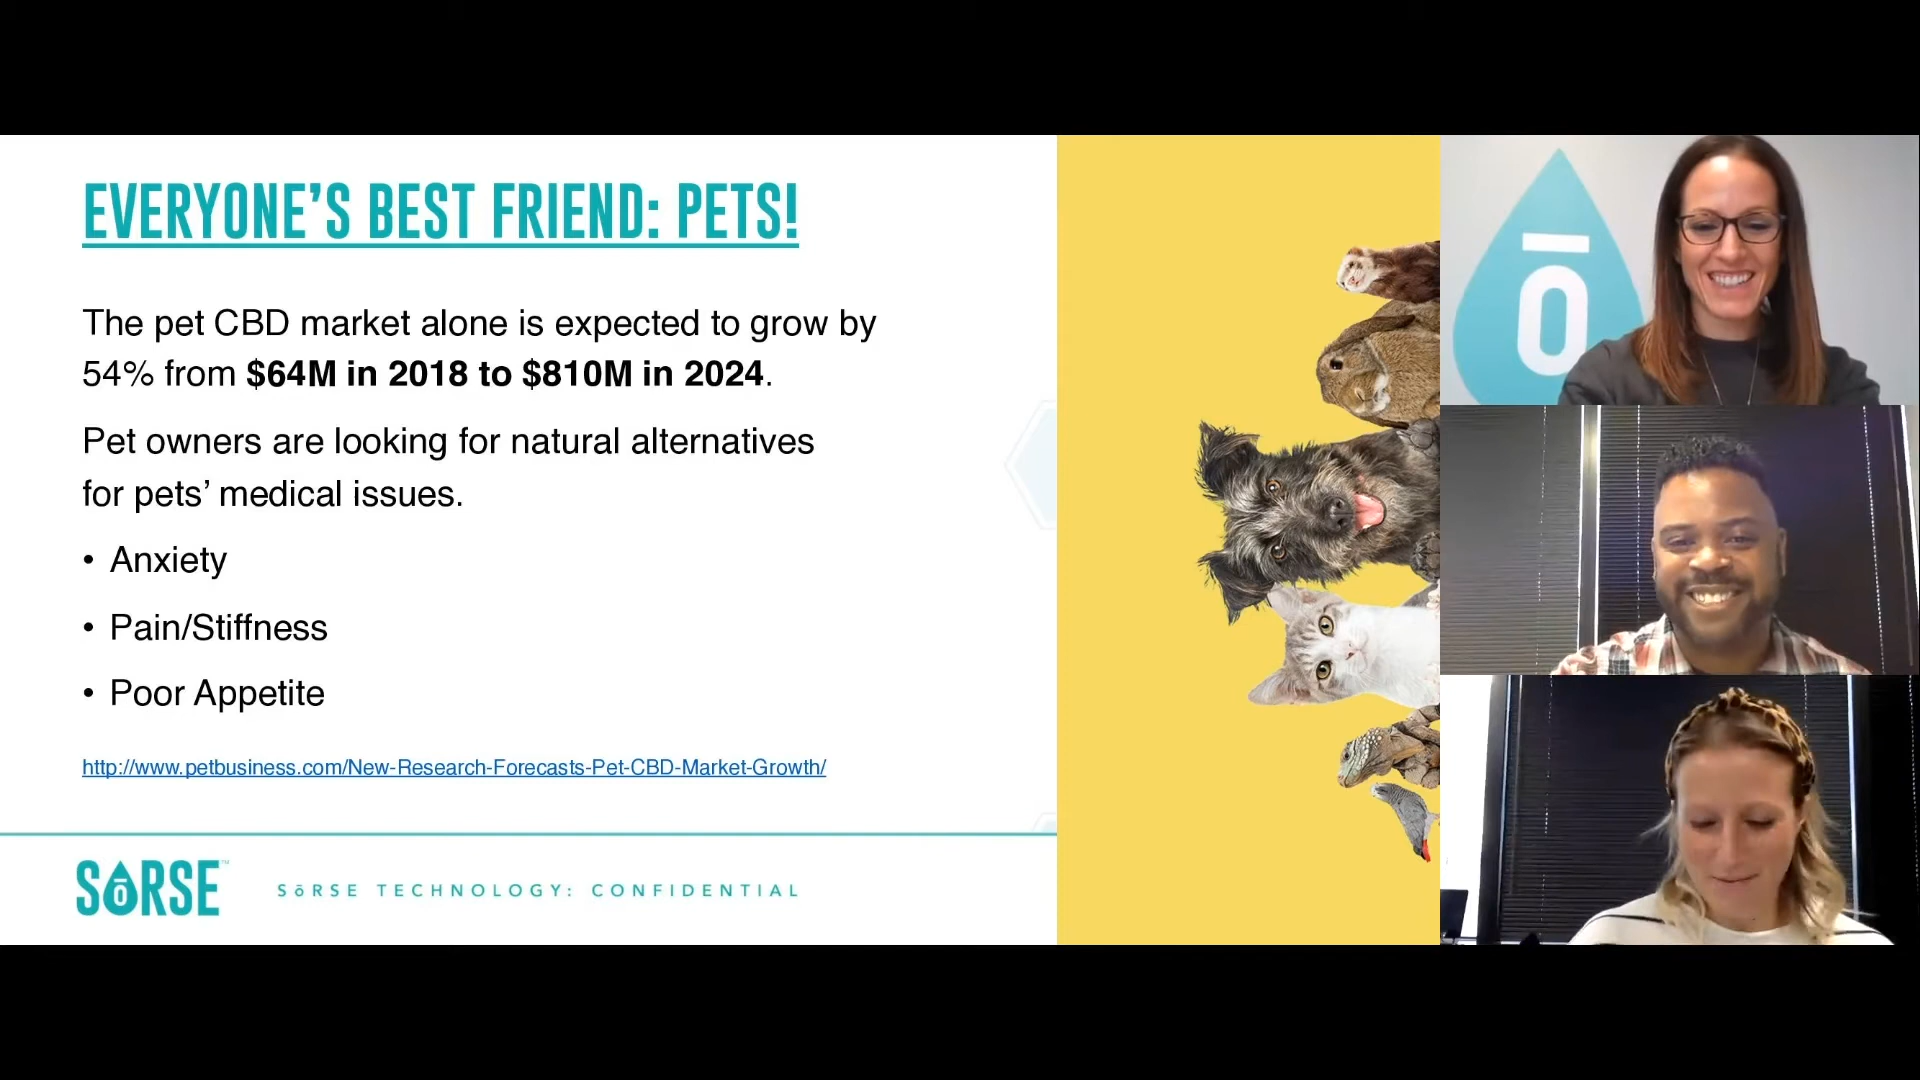 EVERYONE'S BEST FRIEND: PETS!
The pet CBD market alone is expected to grow by
54% from $64M in 2018 to $810M in 2024.
Pet owners are looking for natural alternatives
for pets' medical issues.
• Anxiety
• Pain/Stiffness
• Poor Appetite
http://www.petbusiness.com/New-Research-Forecasts-Pet-CBD-Market-Growth/
SōRSE™
SōRSE TECHNOLOGY: CONFIDENTIAL
ō